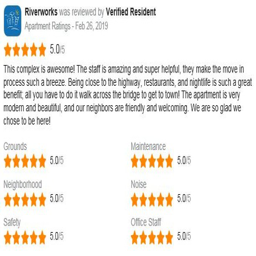 Riverworks was reviewed by Verified Resident
Apartment Ratings - Feb 26, 2019
5.0/5
This complex is awesome! The staff is amazing and super helpful, they make the move in
process such a breeze. Being close to the highway, restaurants, and nightlife is such a great
benefit; all you have to do it walk across the bridge to get to town! The apartment is very
modern and beautiful, and our neighbors are friendly and welcoming. We are so glad we
chose to be here!
Grounds
5.0/5
Maintenance
5.0/5
Neighborhood
5.0/5
Noise
5.0/5
Safety
5.0/5
Office Staff
5.0/5